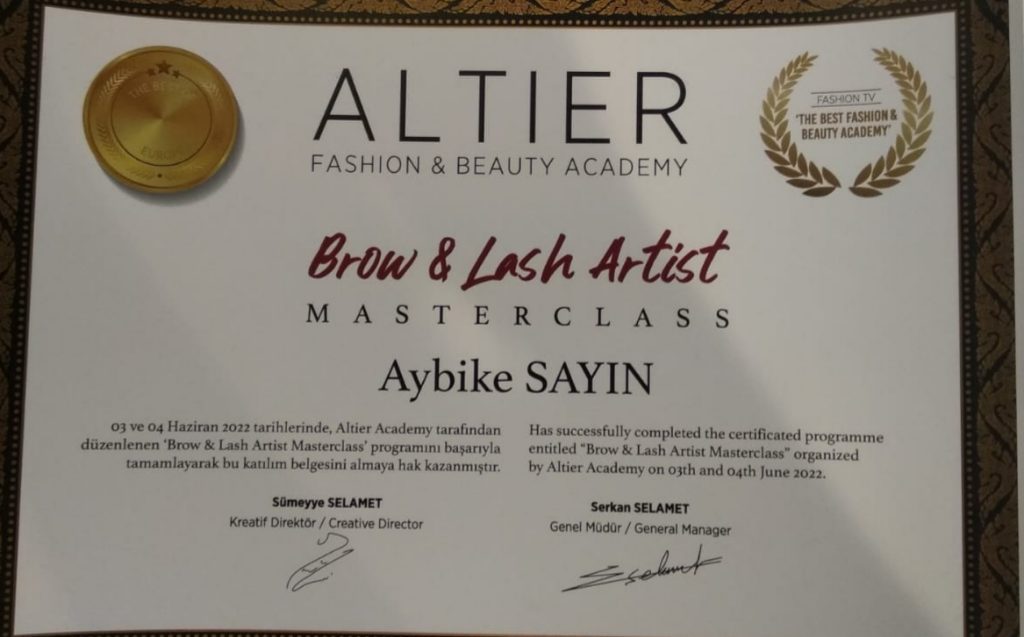 THE BEST
EUROPE
ALTIER
FASHION & BEAUTY ACADEMY
FASHION TV
'THE BEST FASHION &
BEAUTY ACADEMY'
Brow & Lash Artist
MASTERCLASS
Aybike SAYIN
03 ve 04 Haziran 2022 tarihlerinde, Altier Academy tarafından
düzenlenen 'Brow & Lash Artist Masterclass' programını başarıyla
tamamlayarak bu katılım belgesini almaya hak kazanmıştır.
Has successfully completed the certificated programme
entitled "Brow & Lash Artist Masterclass" organized
by Altier Academy on 03th and 04th June 2022.
Sümeyye SELAMET
Kreatif Direktör / Creative Director
Serkan SELAMET
Genel Müdür / General Manager